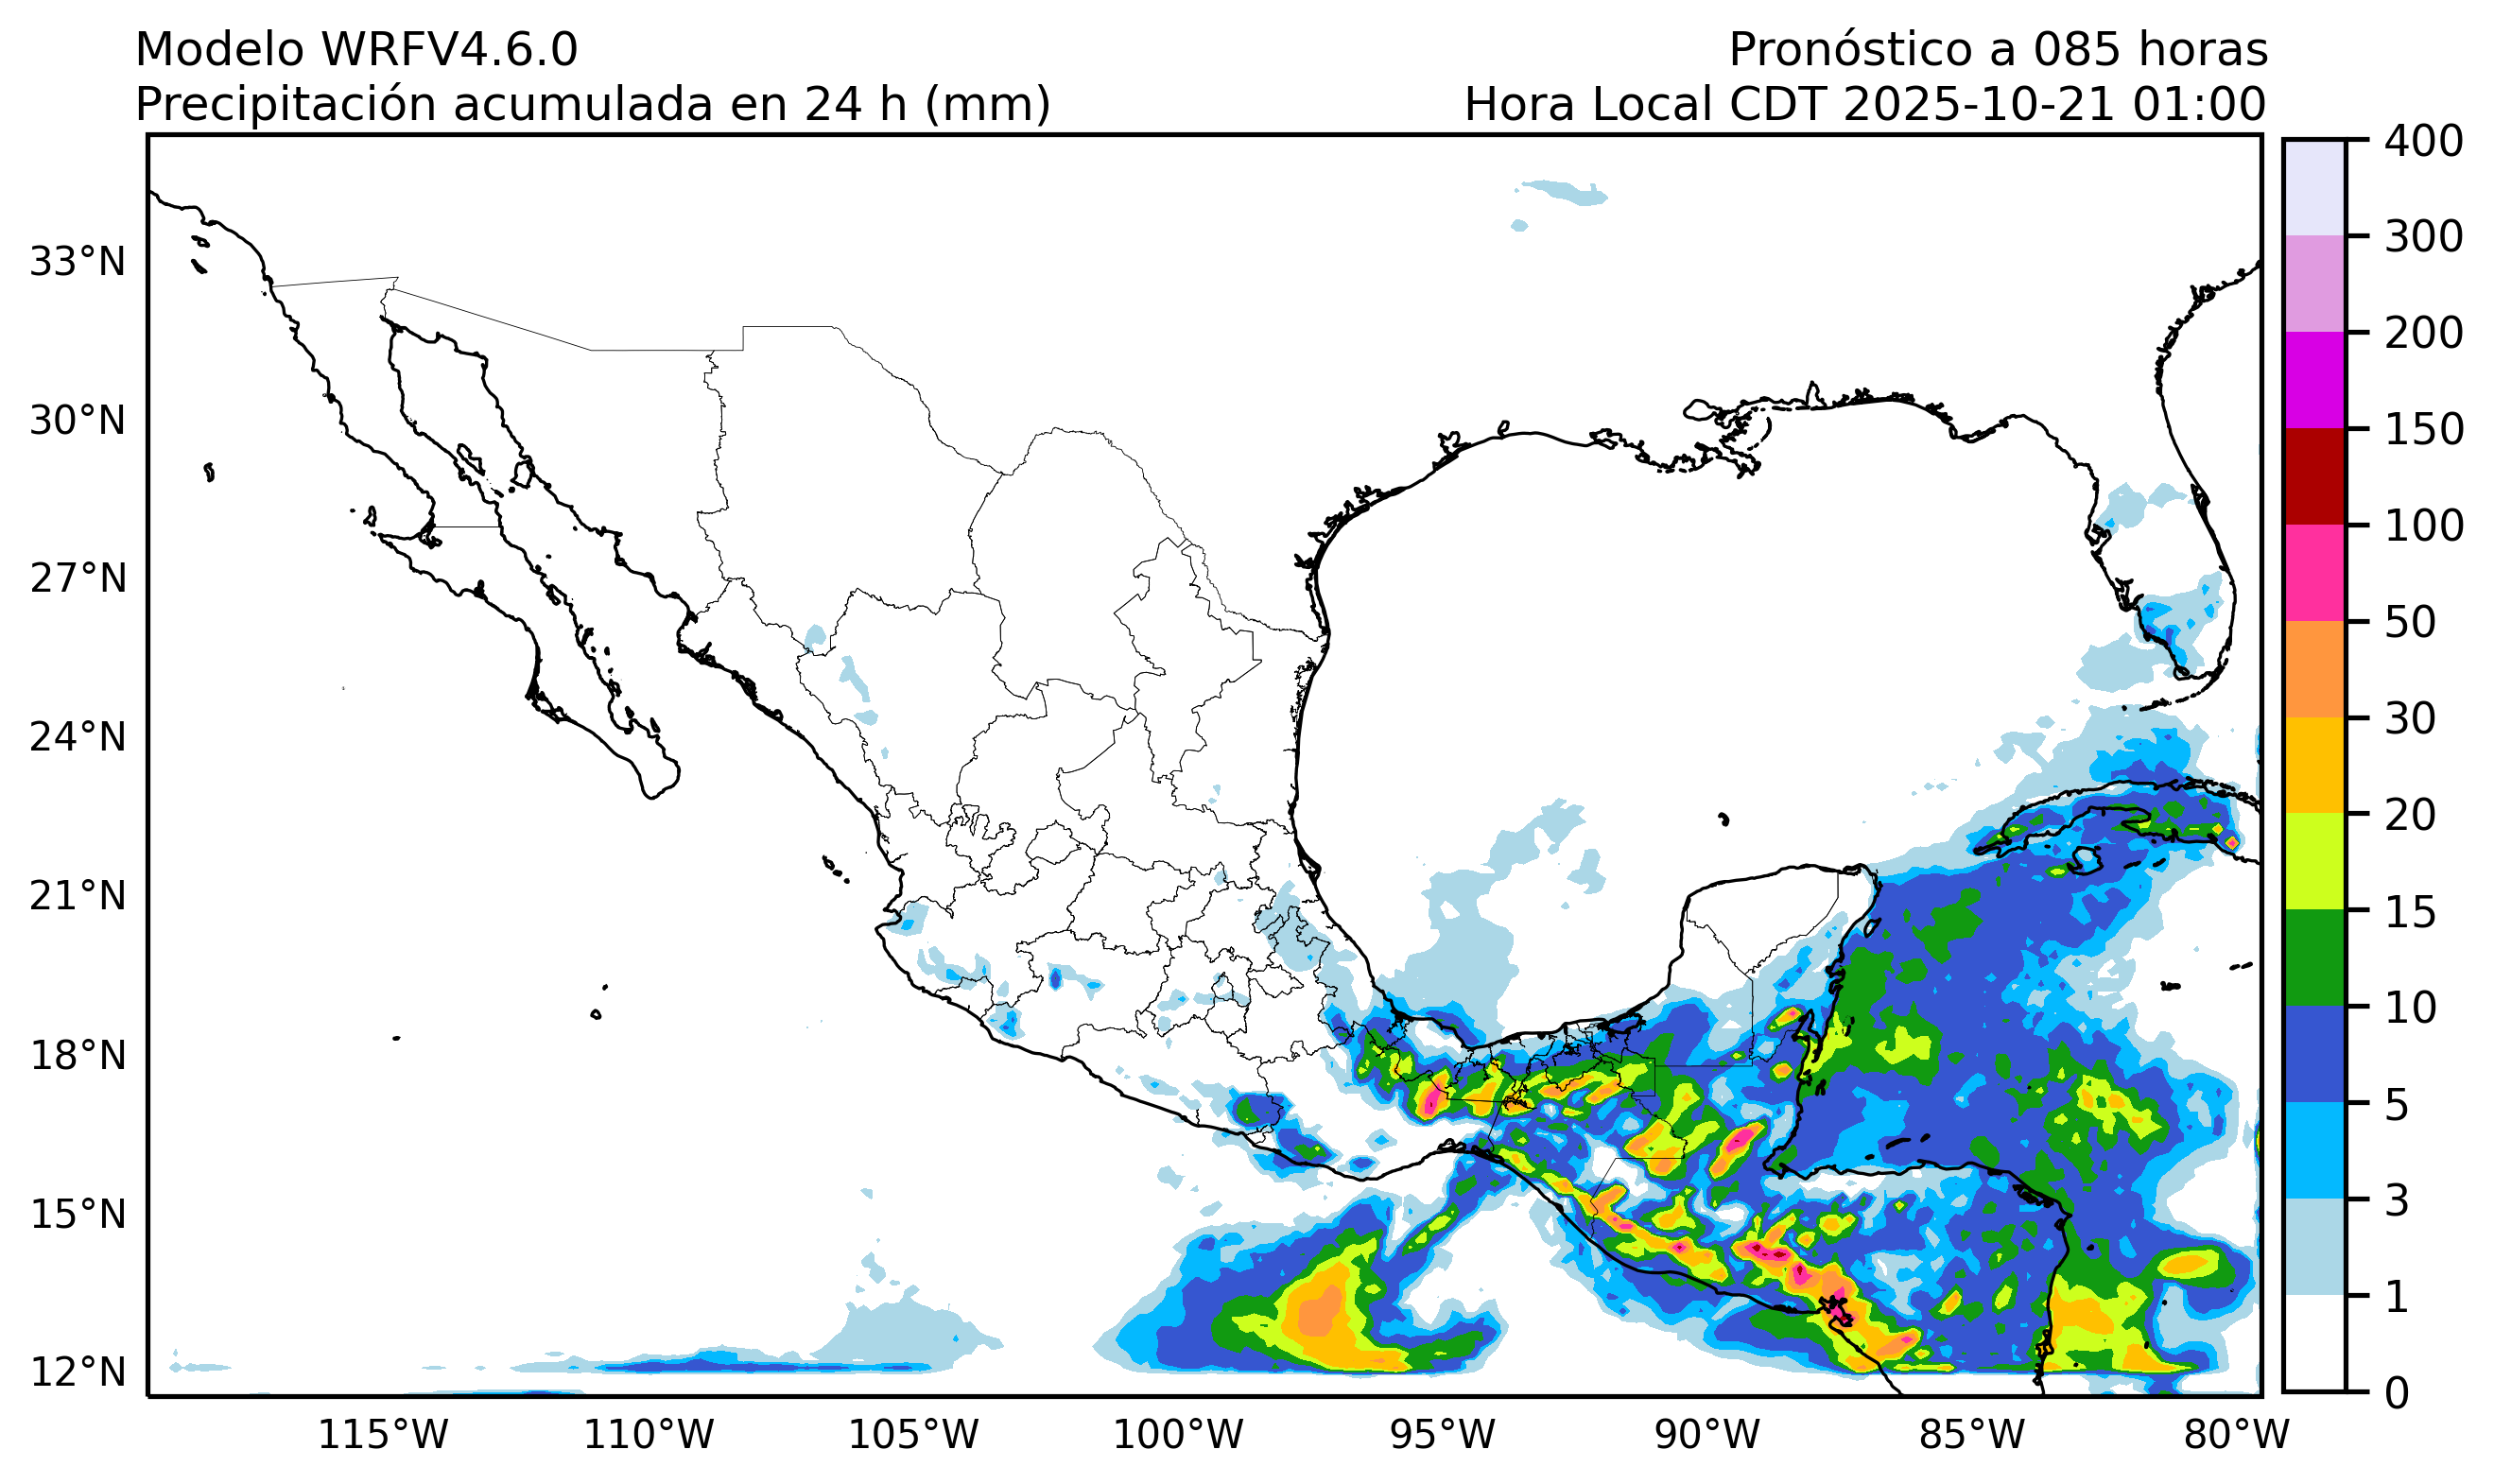 Modelo WRFV4.6.0
Pronóstico a 085 horas
Precipitación acumulada en 24 h (mm)
Hora Local CDT 2025-10-21 01:00
33°N
30°N
27°N
24°N
21°N
18°N
15°N
12°N
115°W
110°W
105°W
100°W
95°W
90°W
85°W
80°W
400
300
200
150
100
50
30
20
15
10
5
3
1
0